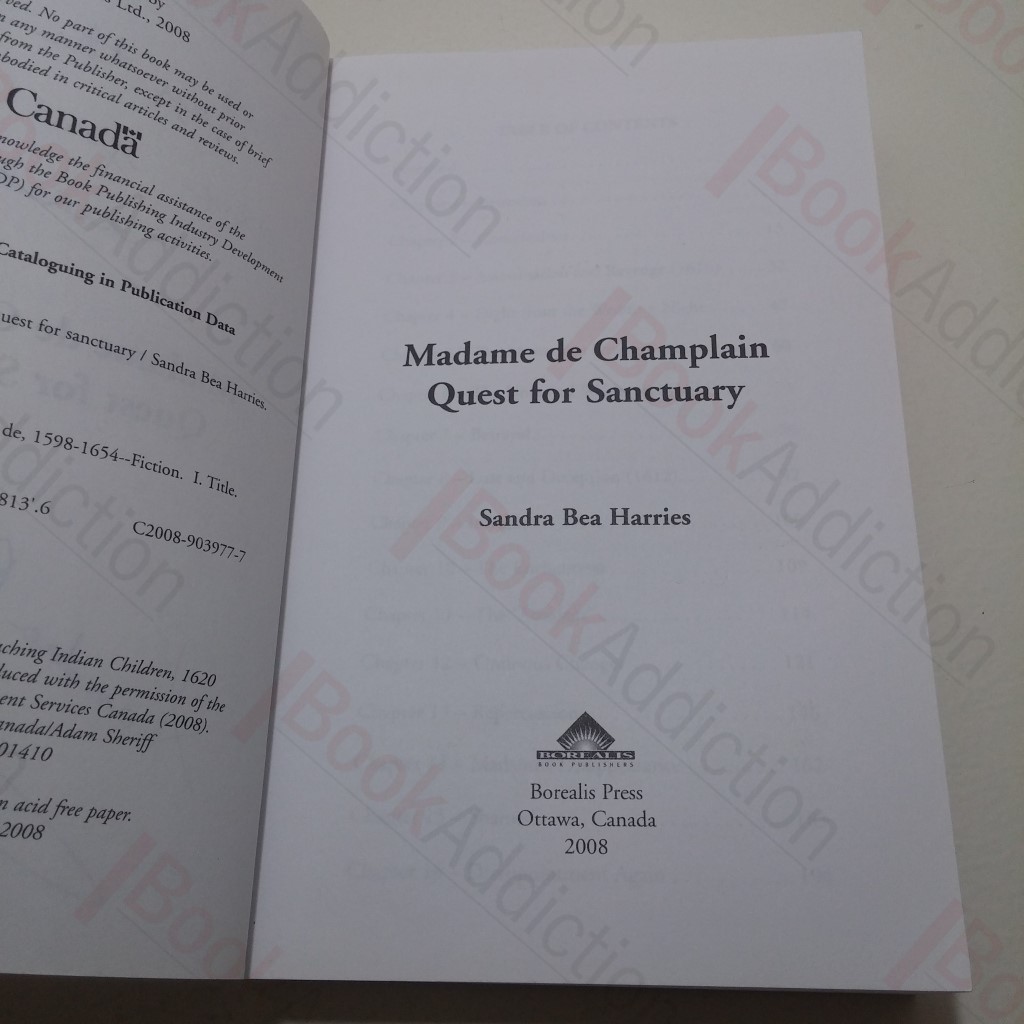 Ltd., 2008
ved. No part of this book may be used or
any manner whatsoever without prior
from the Publisher, except in the case of brief
bodied in critical articles and reviews.
Canada
nowledge the financial assistance of the
ugh the Book Publishing Industry Development
DP) for our publishing activities.
Cataloguing in Publication Data
uest for sanctuary / Sandra Bea Harries.
de, 1598-1654--Fiction. I. Title.
813'.6
C2008-903977-7
ching Indian Children, 1620
duced with the permission of the
ent Services Canada (2008).
anada/Adam Sheriff
01410
n acid free paper.
2008
Madame de Champlain
Quest for Sanctuary
Sandra Bea Harries
BOREALIS
BOOK PUBLISHERS
Borealis Press
Ottawa, Canada
2008
BookAddiction
BookAddiction
BookAddiction
BookAddiction
BookAddiction